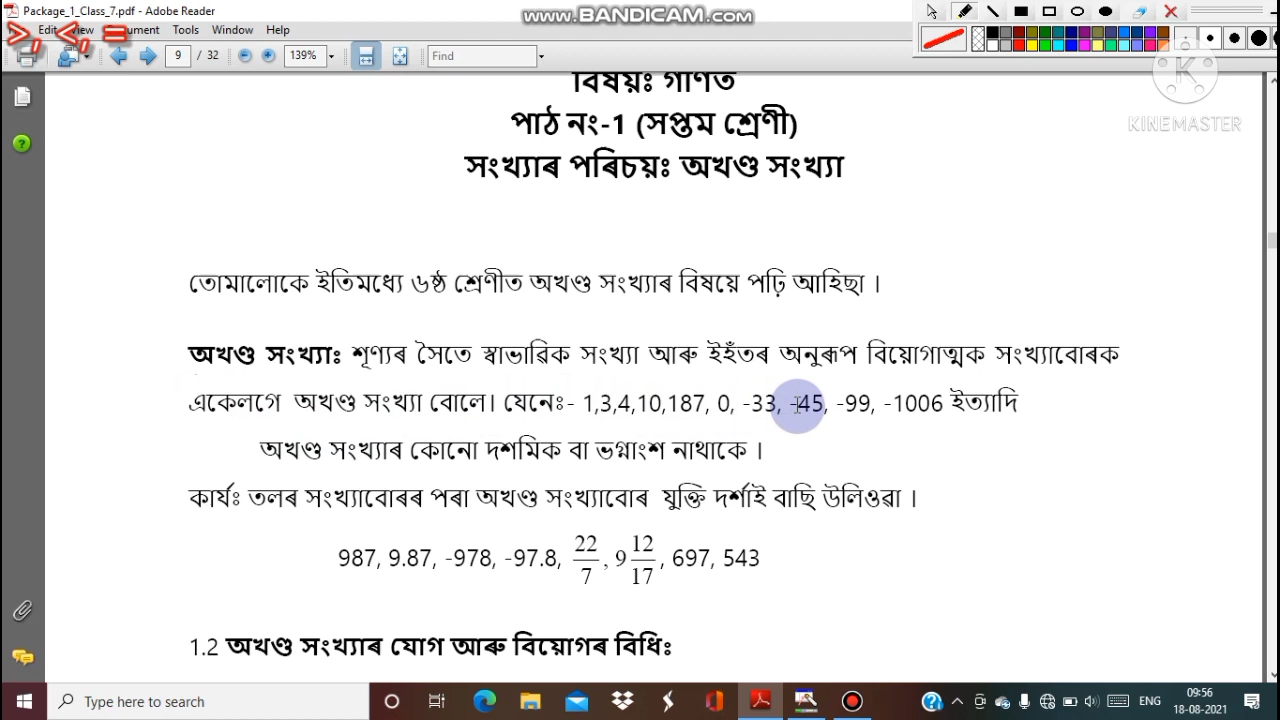 Package_1_Class_7.pdf - Adobe Reader
WWW.BANDICAM.COM
>, <, =
Edit View Document Tools Window Help
9 / 32 139% Find
KINEMASTER
বিষয়ঃ গণিত
পাঠ নং-1 (সপ্তম শ্ৰেণী)
সংখ্যাৰ পৰিচয়ঃ অখণ্ড সংখ্যা
তোমালোকে ইতিমধ্যে ৬ষ্ঠ শ্ৰেণীত অখণ্ড সংখ্যাৰ বিষয়ে পঢ়ি আহিছা ।
অখণ্ড সংখ্যাঃ শূণ্যৰ সৈতে স্বাভাৱিক সংখ্যা আৰু ইহঁতৰ অনুৰূপ বিয়োগাত্মক সংখ্যাবোৰক
একেলগে অখণ্ড সংখ্যা বোলে। যেনেঃ- 1,3,4,10,187, 0, -33, -45, -99, -1006 ইত্যাদি
অখণ্ড সংখ্যাৰ কোনো দশমিক বা ভগ্নাংশ নাথাকে ।
কাৰ্যঃ তলৰ সংখ্যাবোৰৰ পৰা অখণ্ড সংখ্যাবোৰ যুক্তি দৰ্শাই বাছি উলিওৱা ।
987, 9.87, -978, -97.8, 22/7, 9 12/17, 697, 543
1.2 অখণ্ড সংখ্যাৰ যোগ আৰু বিয়োগৰ বিধিঃ
Type here to search
ENG
09:56
18-08-2021